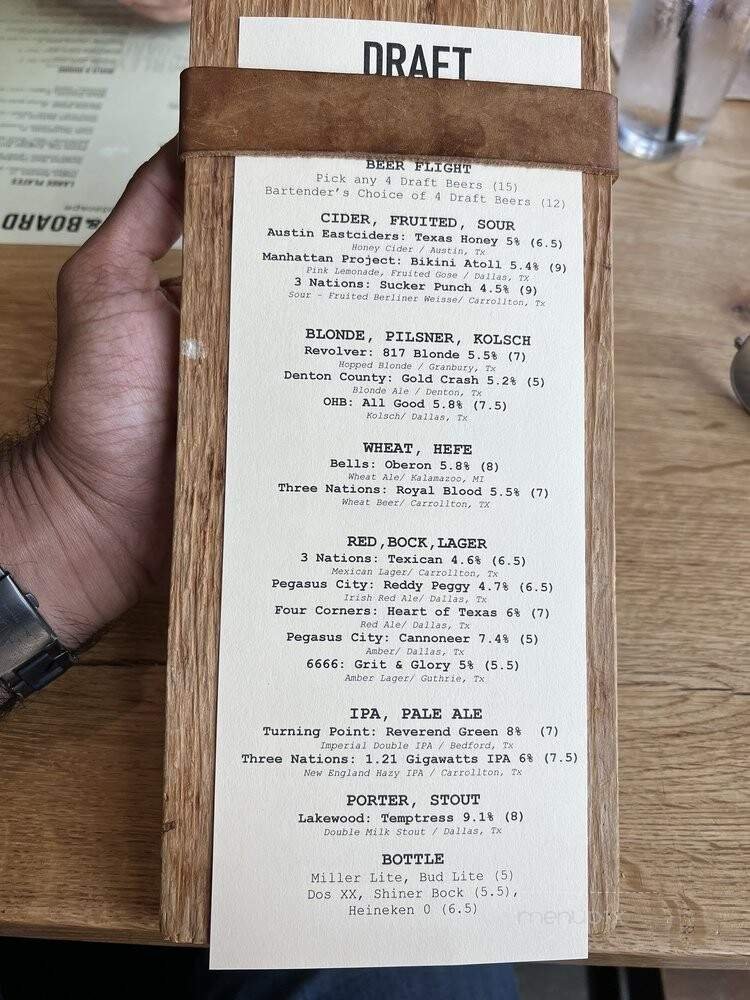 DRAFT
BEER FLIGHT
Pick any 4 Draft Beers (15)
Bartender's Choice of 4 Draft Beers (12)
CIDER, FRUITED, SOUR
Austin Eastciders: Texas Honey 5% (6.5)
Honey Cider / Austin, Tx
Manhattan Project: Bikini Atoll 5.4% (9)
Pink Lemonade, Fruited Gose / Dallas, Tx
3 Nations: Sucker Punch 4.5% (9)
Sour - Fruited Berliner Weisse/ Carrollton, Tx
BLONDE, PILSNER, KOLSCH
Revolver: 817 Blonde 5.5% (7)
Hopped Blonde / Granbury, Tx
Denton County: Gold Crash 5.2% (5)
Blonde Ale / Denton, Tx
OHB: All Good 5.8% (7.5)
Kolsch/ Dallas, Tx
WHEAT, HEFE
Bells: Oberon 5.8% (8)
Wheat Ale/ Kalamazoo, MI
Three Nations: Royal Blood 5.5% (7)
Wheat Beer/ Carrollton, TX
RED,BOCK,LAGER
3 Nations: Texican 4.6% (6.5)
Mexican Lager/ Carrollton, Tx
Pegasus City: Reddy Peggy 4.7% (6.5)
Irish Red Ale/ Dallas, Tx
Four Corners: Heart of Texas 6% (7)
Red Ale/ Dallas, Tx
Pegasus City: Cannoneer 7.4% (5)
Amber/ Dallas, Tx
6666: Grit & Glory 5% (5.5)
Amber Lager/ Guthrie, Tx
IPA, PALE ALE
Turning Point: Reverend Green 8% (7)
Imperial Double IPA / Bedford, Tx
Three Nations: 1.21 Gigawatts IPA 6% (7.5)
New England Hazy IPA / Carrollton, Tx
PORTER, STOUT
Lakewood: Temptress 9.1% (8)
Double Milk Stout / Dallas, Tx
BOTTLE
Miller Lite, Bud Lite (5)
Dos XX, Shiner Bock (5.5),
Heineken 0 (6.5)
& BOARD
LARGE PLATES